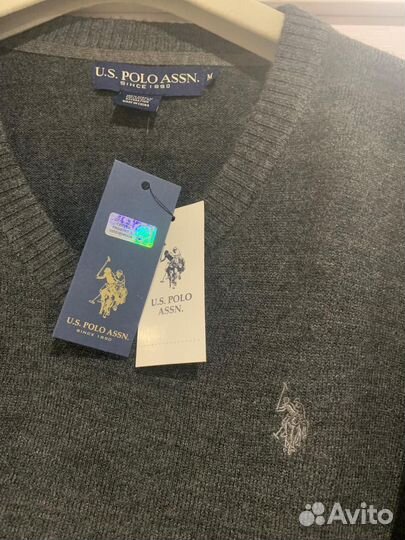 U.S. POLO ASSN. M
SINCE 1890
U.S. POLO ASSN.
SINCE 1890
U.S. POLO
ASSN.
Avito